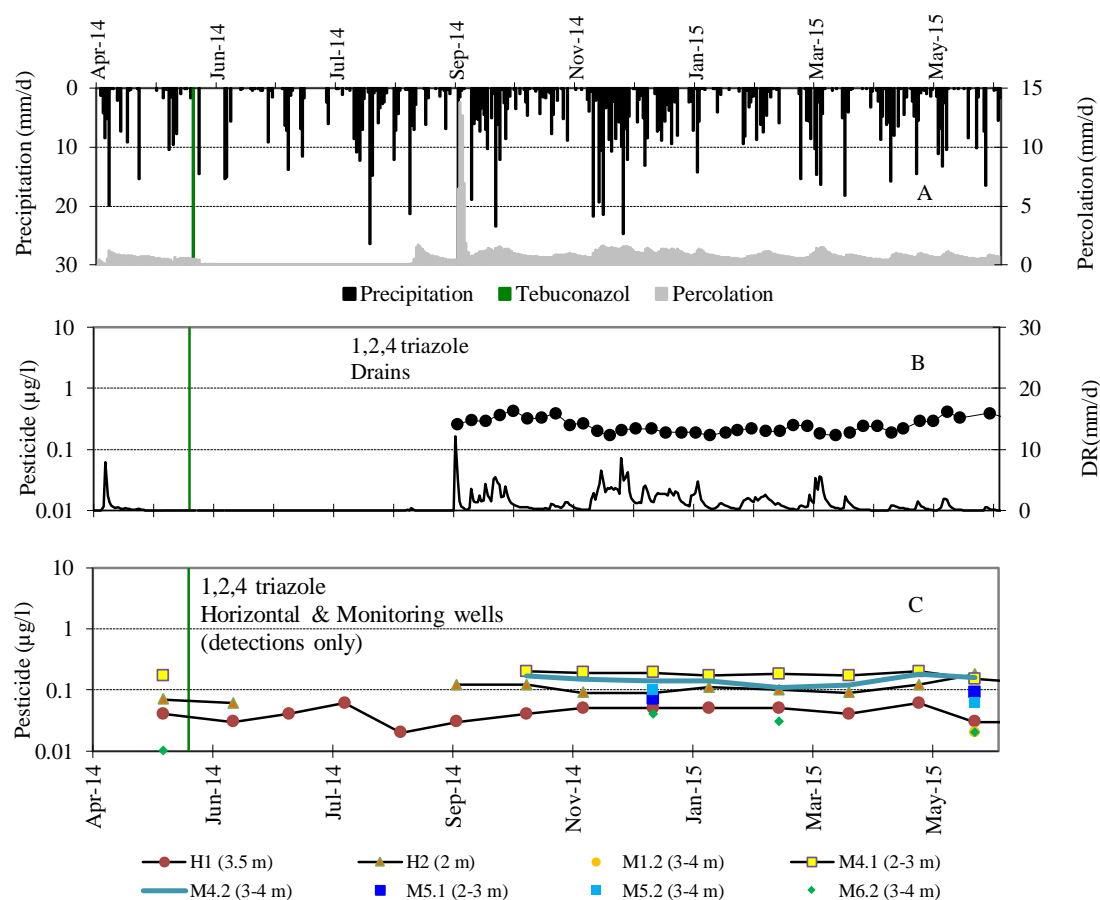 Apr-14 Jun-14 Jul-14 Sep-14 Nov-14 Jan-15 Mar-15 May-15
Precipitation (mm/d)
0
10
20
30
15
10
5
0
Percolation (mm/d)
A
Precipitation Tebuconazol Percolation
Pesticide (µg/l)
10
1
0.1
0.01
1,2,4 triazole
Drains
B
30
20
10
0
DR(mm/d)
Pesticide (µg/l)
10
1
0.1
0.01
1,2,4 triazole
Horizontal & Monitoring wells
(detections only)
C
Apr-14 Jun-14 Jul-14 Sep-14 Nov-14 Jan-15 Mar-15 May-15
H1 (3.5 m) H2 (2 m) M1.2 (3-4 m) M4.1 (2-3 m)
M4.2 (3-4 m) M5.1 (2-3 m) M5.2 (3-4 m) M6.2 (3-4 m)